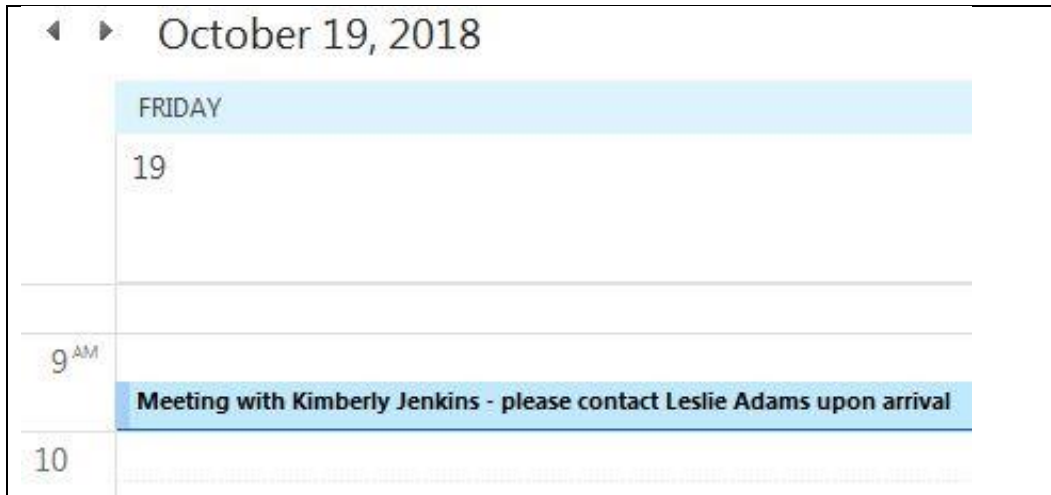 October 19, 2018
FRIDAY
19
9 AM
Meeting with Kimberly Jenkins - please contact Leslie Adams upon arrival
10